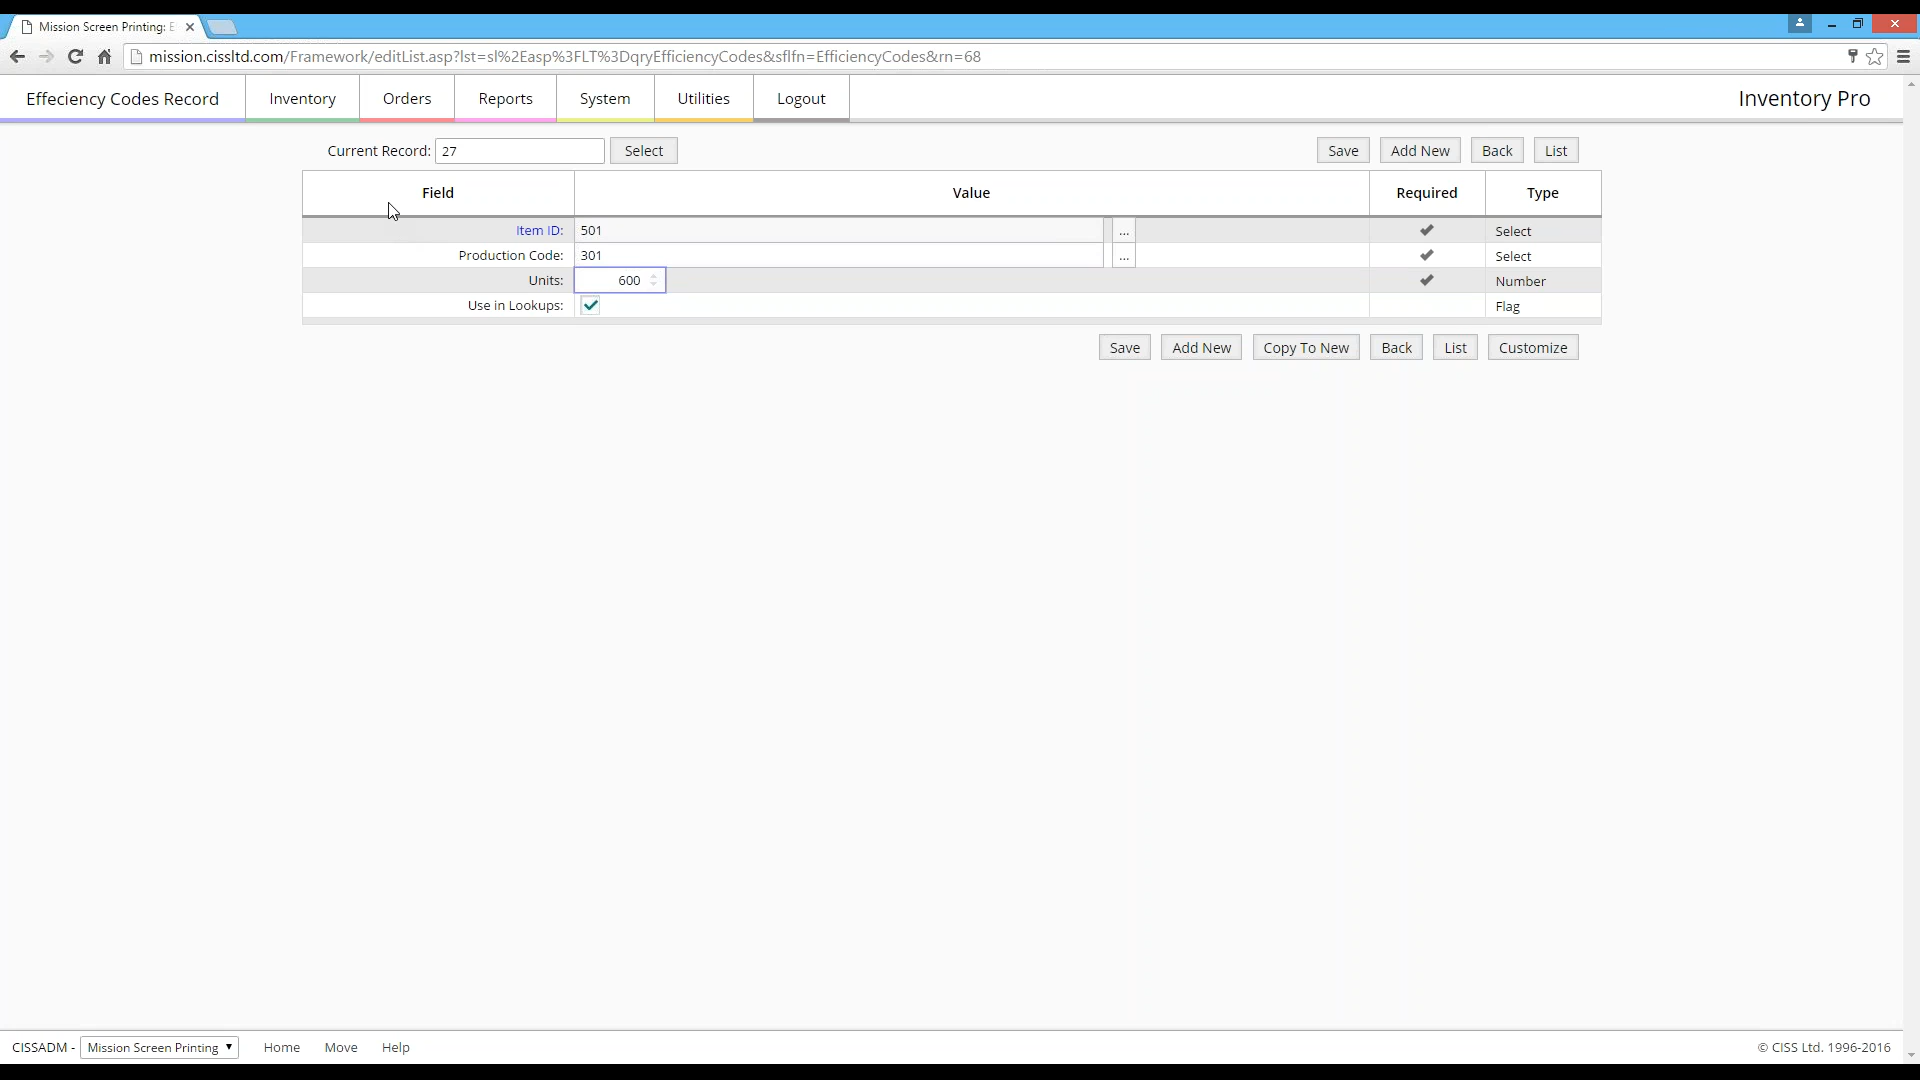 Mission Screen Printing: E
mission.cissltd.com/Framework/editList.asp?lst=sl%2Easp%3FLT%3DqryEfficiencyCodes&sflfn=EfficiencyCodes&rn=68
Effeciency Codes Record Inventory Orders Reports System Utilities Logout Inventory Pro
Current Record: 27 Select Save Add New Back List
Field Value Required Type
Item ID: 501 ... Select
Production Code: 301 ... Select
Units: 600 Number
Use in Lookups: Flag
Save Add New Copy To New Back List Customize
CISSADM - Mission Screen Printing Home Move Help © CISS Ltd. 1996-2016